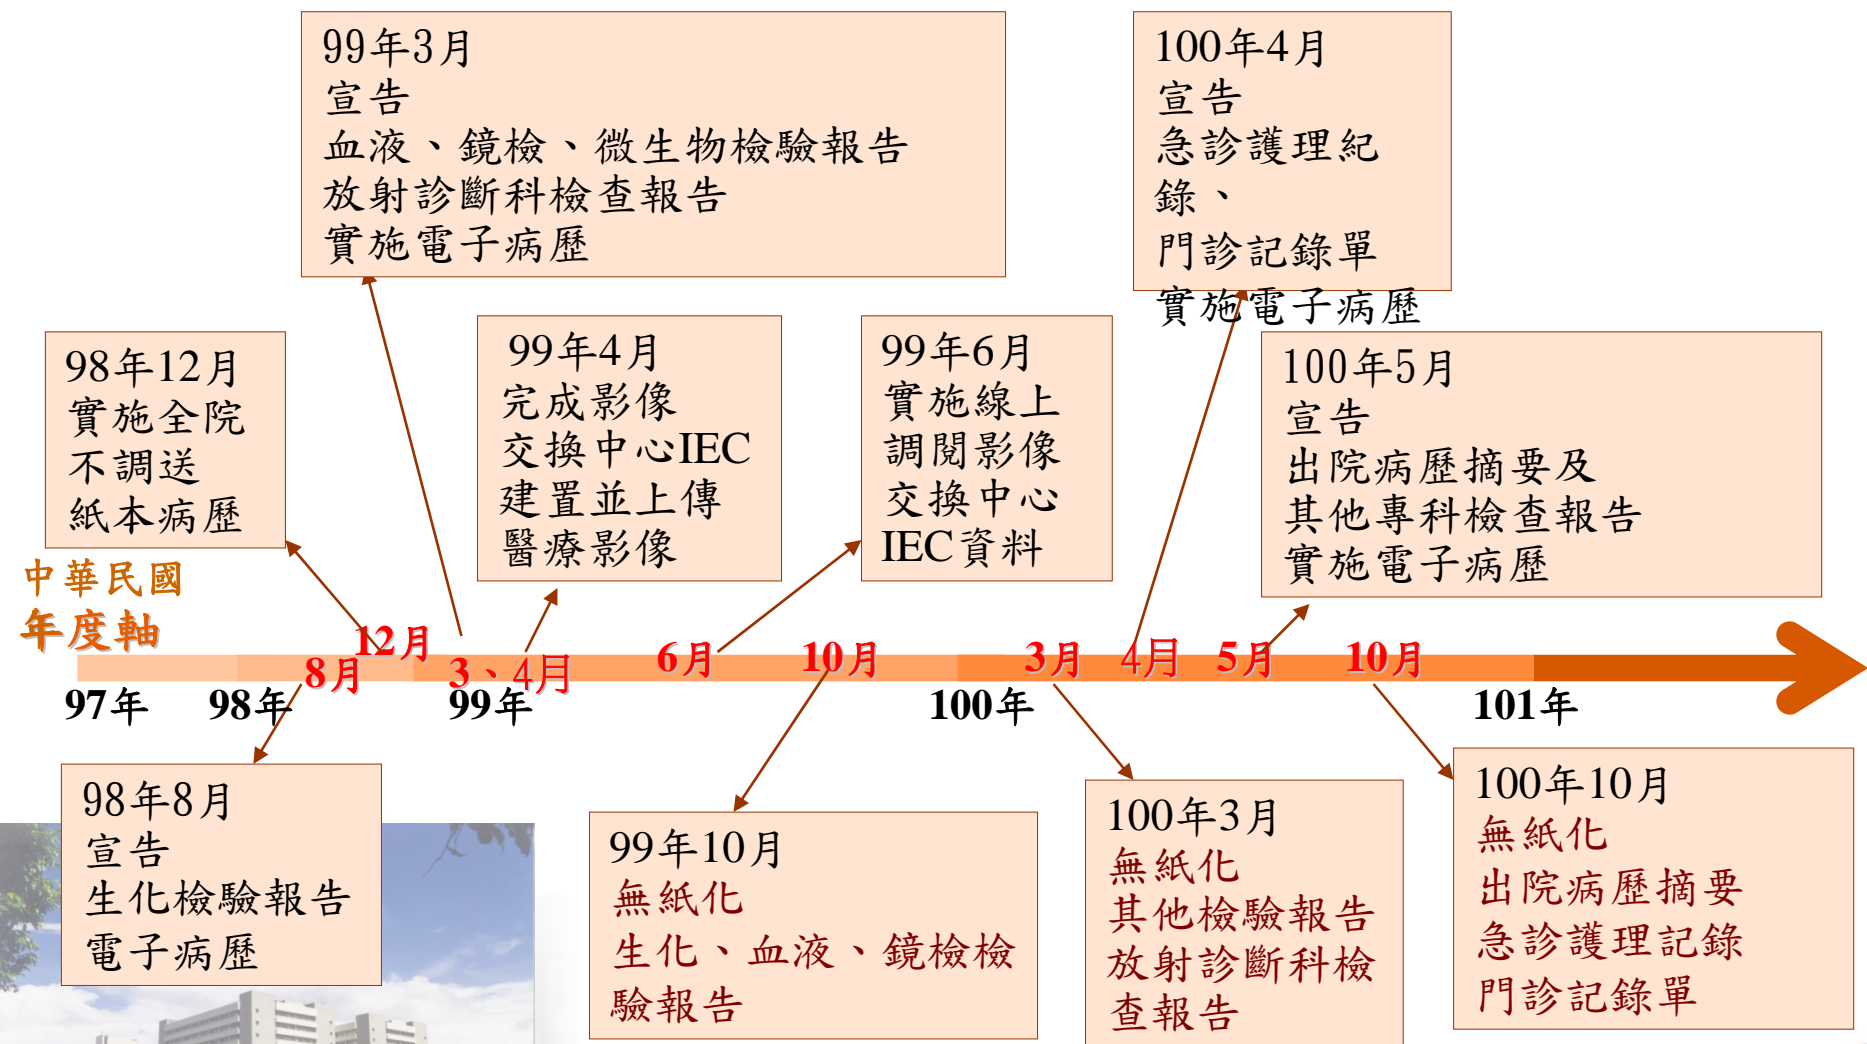 99年3月
宣告
血液、鏡檢、微生物檢驗報告
放射診斷科檢查報告
實施電子病歷
100年4月
宣告
急診護理紀
錄、
門診記錄單
實施電子病歷
98年12月
實施全院
不調送
紙本病歷
99年4月
完成影像
交換中心IEC
建置並上傳
醫療影像
99年6月
實施線上
調閱影像
交換中心
IEC資料
100年5月
宣告
出院病歷摘要及
其他專科檢查報告
實施電子病歷
中華民國
年度軸
8月
12月
3、4月
6月
10月
3月
4月
5月
10月
97年
98年
99年
100年
101年
98年8月
宣告
生化檢驗報告
電子病歷
99年10月
無紙化
生化、血液、鏡檢檢
驗報告
100年3月
無紙化
其他檢驗報告
放射診斷科檢
查報告
100年10月
無紙化
出院病歷摘要
急診護理記錄
門診記錄單